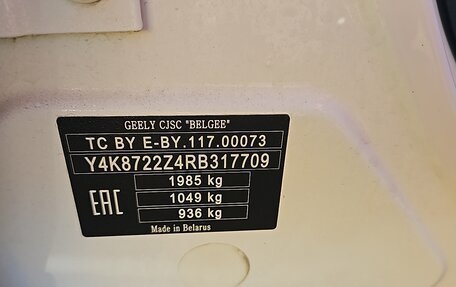 GEELY CJSC "BELGEE"
TC BY E-BY.117.00073
Y4K8722Z4RB317709
1985 kg
EAC 1049 kg
936 kg
Made in Belarus